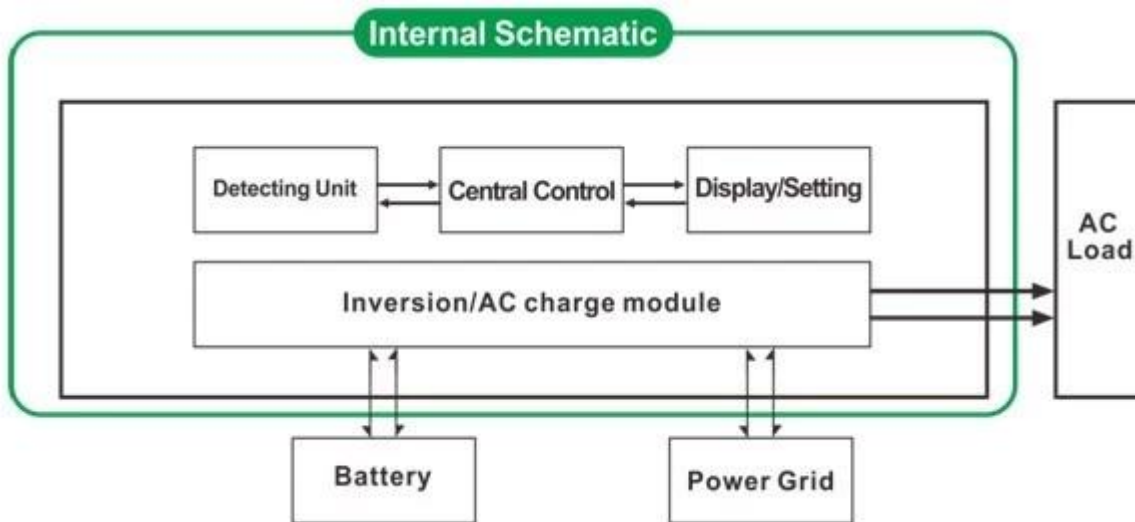 Internal Schematic
Detecting Unit
Central Control
Display/Setting
AC
Load
Inversion/AC charge module
Battery
Power Grid